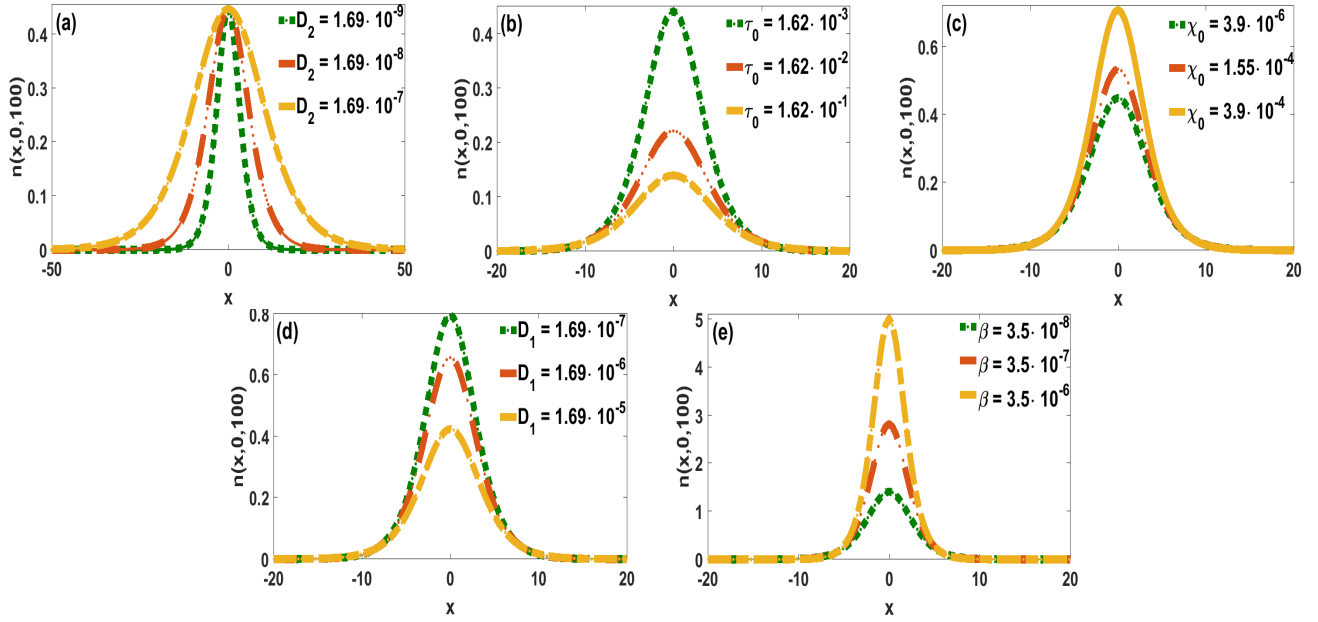 (a)
D₂ = 1.69· 10⁻⁹
D₂ = 1.69· 10⁻⁸
D₂ = 1.69· 10⁻⁷
n(x,0,100)
0.4
0.3
0.2
0.1
0
-50 0 50
x
(b)
τ₀ = 1.62· 10⁻³
τ₀ = 1.62· 10⁻²
τ₀ = 1.62· 10⁻¹
n(x,0,100)
0.4
0.3
0.2
0.1
0
-20 -10 0 10 20
x
(c)
χ₀ = 3.9· 10⁻⁶
χ₀ = 1.55· 10⁻⁴
χ₀ = 3.9· 10⁻⁴
n(x,0,100)
0.6
0.4
0.2
0
-20 -10 0 10 20
x
(d)
D₁ = 1.69· 10⁻⁷
D₁ = 1.69· 10⁻⁶
D₁ = 1.69· 10⁻⁵
n(x,0,100)
0.8
0.6
0.4
0.2
0
-20 -10 0 10 20
x
(e)
β = 3.5· 10⁻⁸
β = 3.5· 10⁻⁷
β = 3.5· 10⁻⁶
n(x,0,100)
5
4
3
2
1
0
-20 -10 0 10 20
x